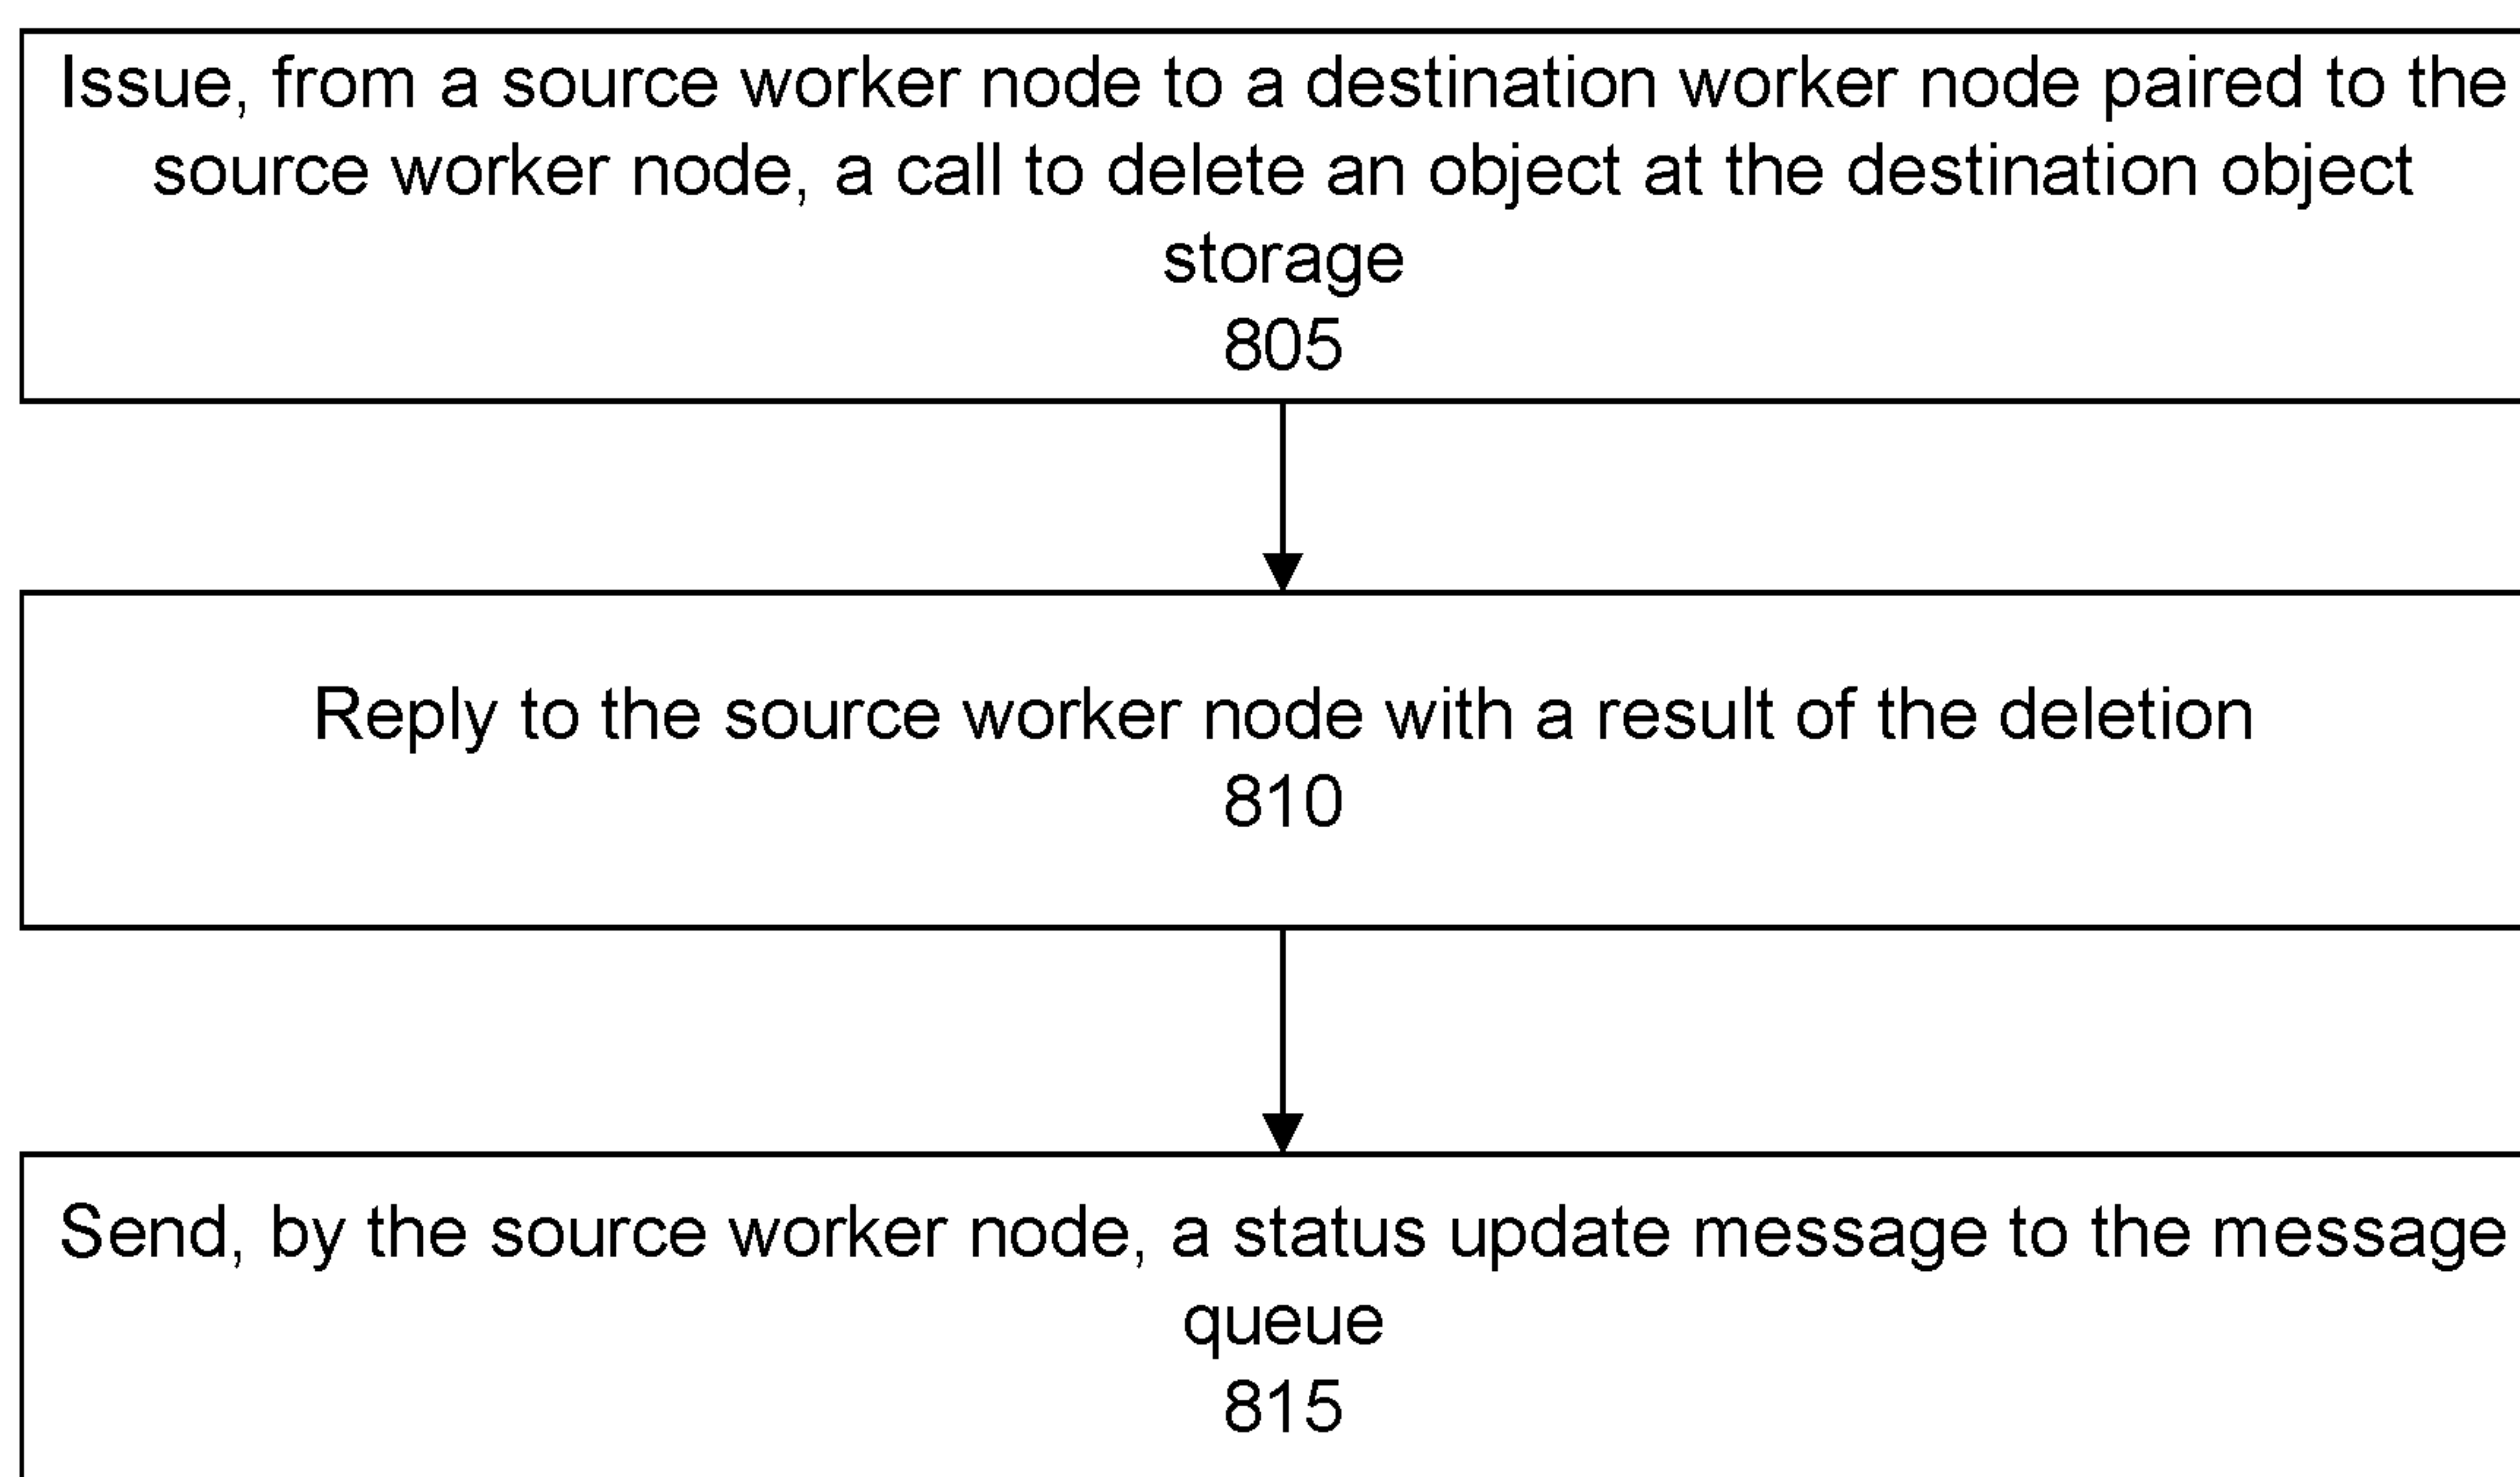 Issue, from a source worker node to a destination worker node paired to the
source worker node, a call to delete an object at the destination object
storage
805
Reply to the source worker node with a result of the deletion
810
Send, by the source worker node, a status update message to the message
queue
815